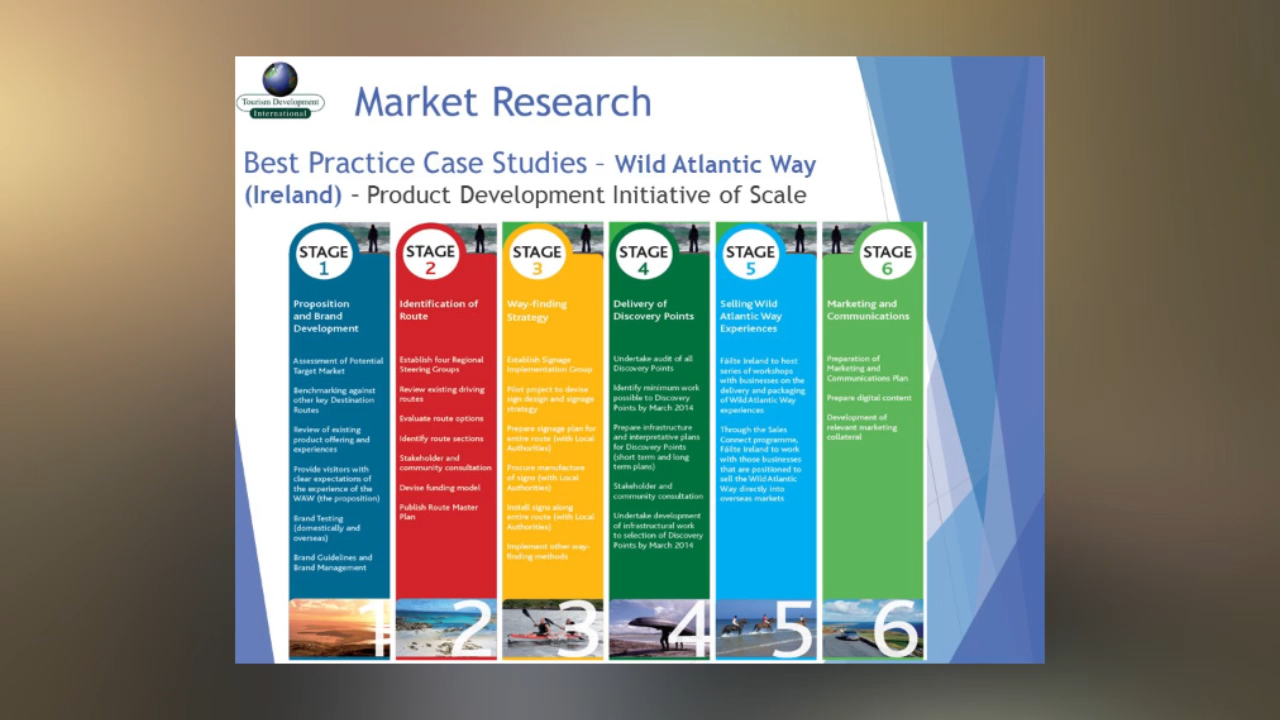 Tourism Development
International
Market Research
Best Practice Case Studies – Wild Atlantic Way
(Ireland) – Product Development Initiative of Scale
STAGE
1
Proposition
and Brand
Development
Assessment of Potential
Target Market
Benchmarking against
other key Destination
Routes
Review of existing
product offering and
experiences
Provide visitors with
clear expectations of
the experience of the
WAW (the proposition)
Brand Testing
(domestically and
overseas)
Brand Guidelines and
Brand Management
1
STAGE
2
Identification of
Route
Establish four Regional
Steering Groups
Review existing driving
routes
Evaluate route options
Identify route sections
Stakeholder and
community consultation
Devise funding model
Publish Route Master
Plan
2
STAGE
3
Way-finding
Strategy
Establish Signage
Implementation Group
Pilot project to devise
sign design and signage
strategy
Prepare signage plan for
entire route (with Local
Authorities)
Procure manufacture
of signs (with Local
Authorities)
Install signs along
entire route (with Local
Authorities)
Implement other way-
finding methods
3
STAGE
4
Delivery of
Discovery Points
Undertake audit of all
Discovery Points
Identify minimum work
possible to Discovery
Points by March 2014
Prepare infrastructure
and interpretative plans
for Discovery Points
(short term and long
term plans)
Stakeholder and
community consultation
Undertake development
of infrastructural work
to selection of Discovery
Points by March 2014
4
STAGE
5
Selling Wild
Atlantic Way
Experiences
Fáilte Ireland to host
series of workshops
with businesses on the
delivery and packaging
of Wild Atlantic Way
experiences
Through the Sales
Connect programme,
Fáilte Ireland to work
with those businesses
that are positioned to
sell the Wild Atlantic
Way directly into
overseas markets
5
STAGE
6
Marketing and
Communications
Preparation of
Marketing and
Communications Plan
Prepare digital content
Development of
relevant marketing
collateral
6